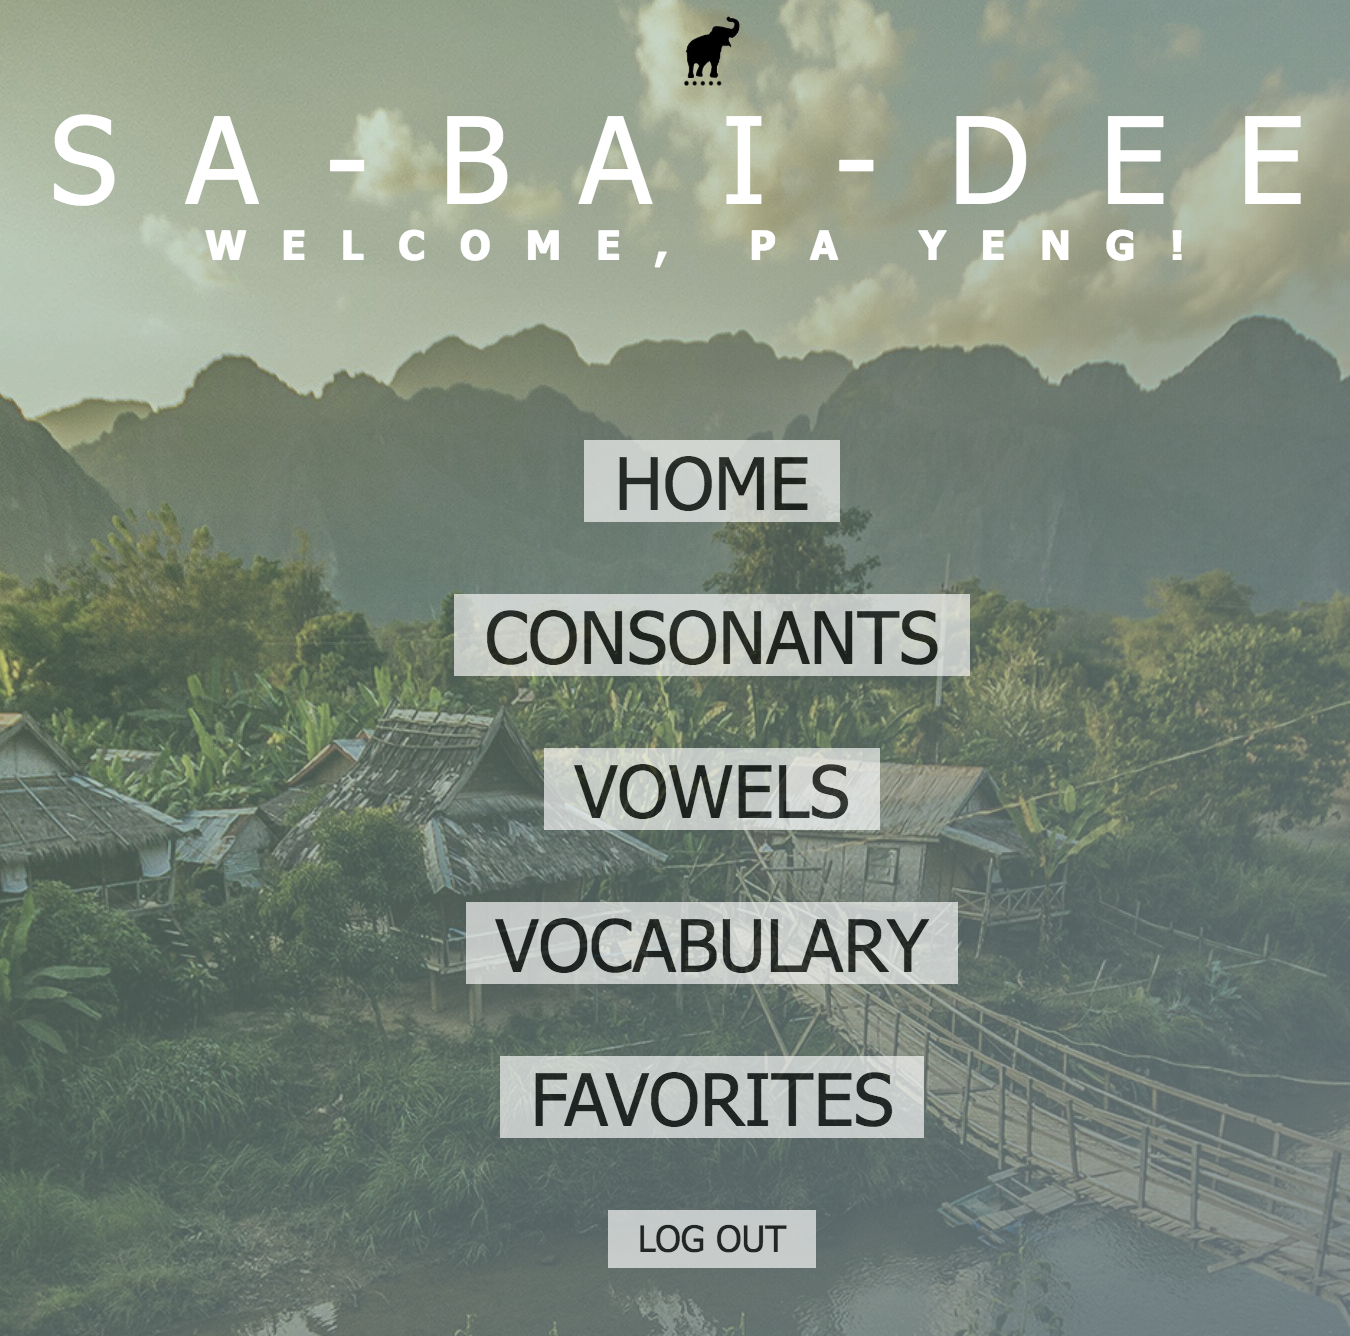 SA-BAI-DEE
WELCOME, PA YENG!
HOME
CONSONANTS
VOWELS
VOCABULARY
FAVORITES
LOG OUT